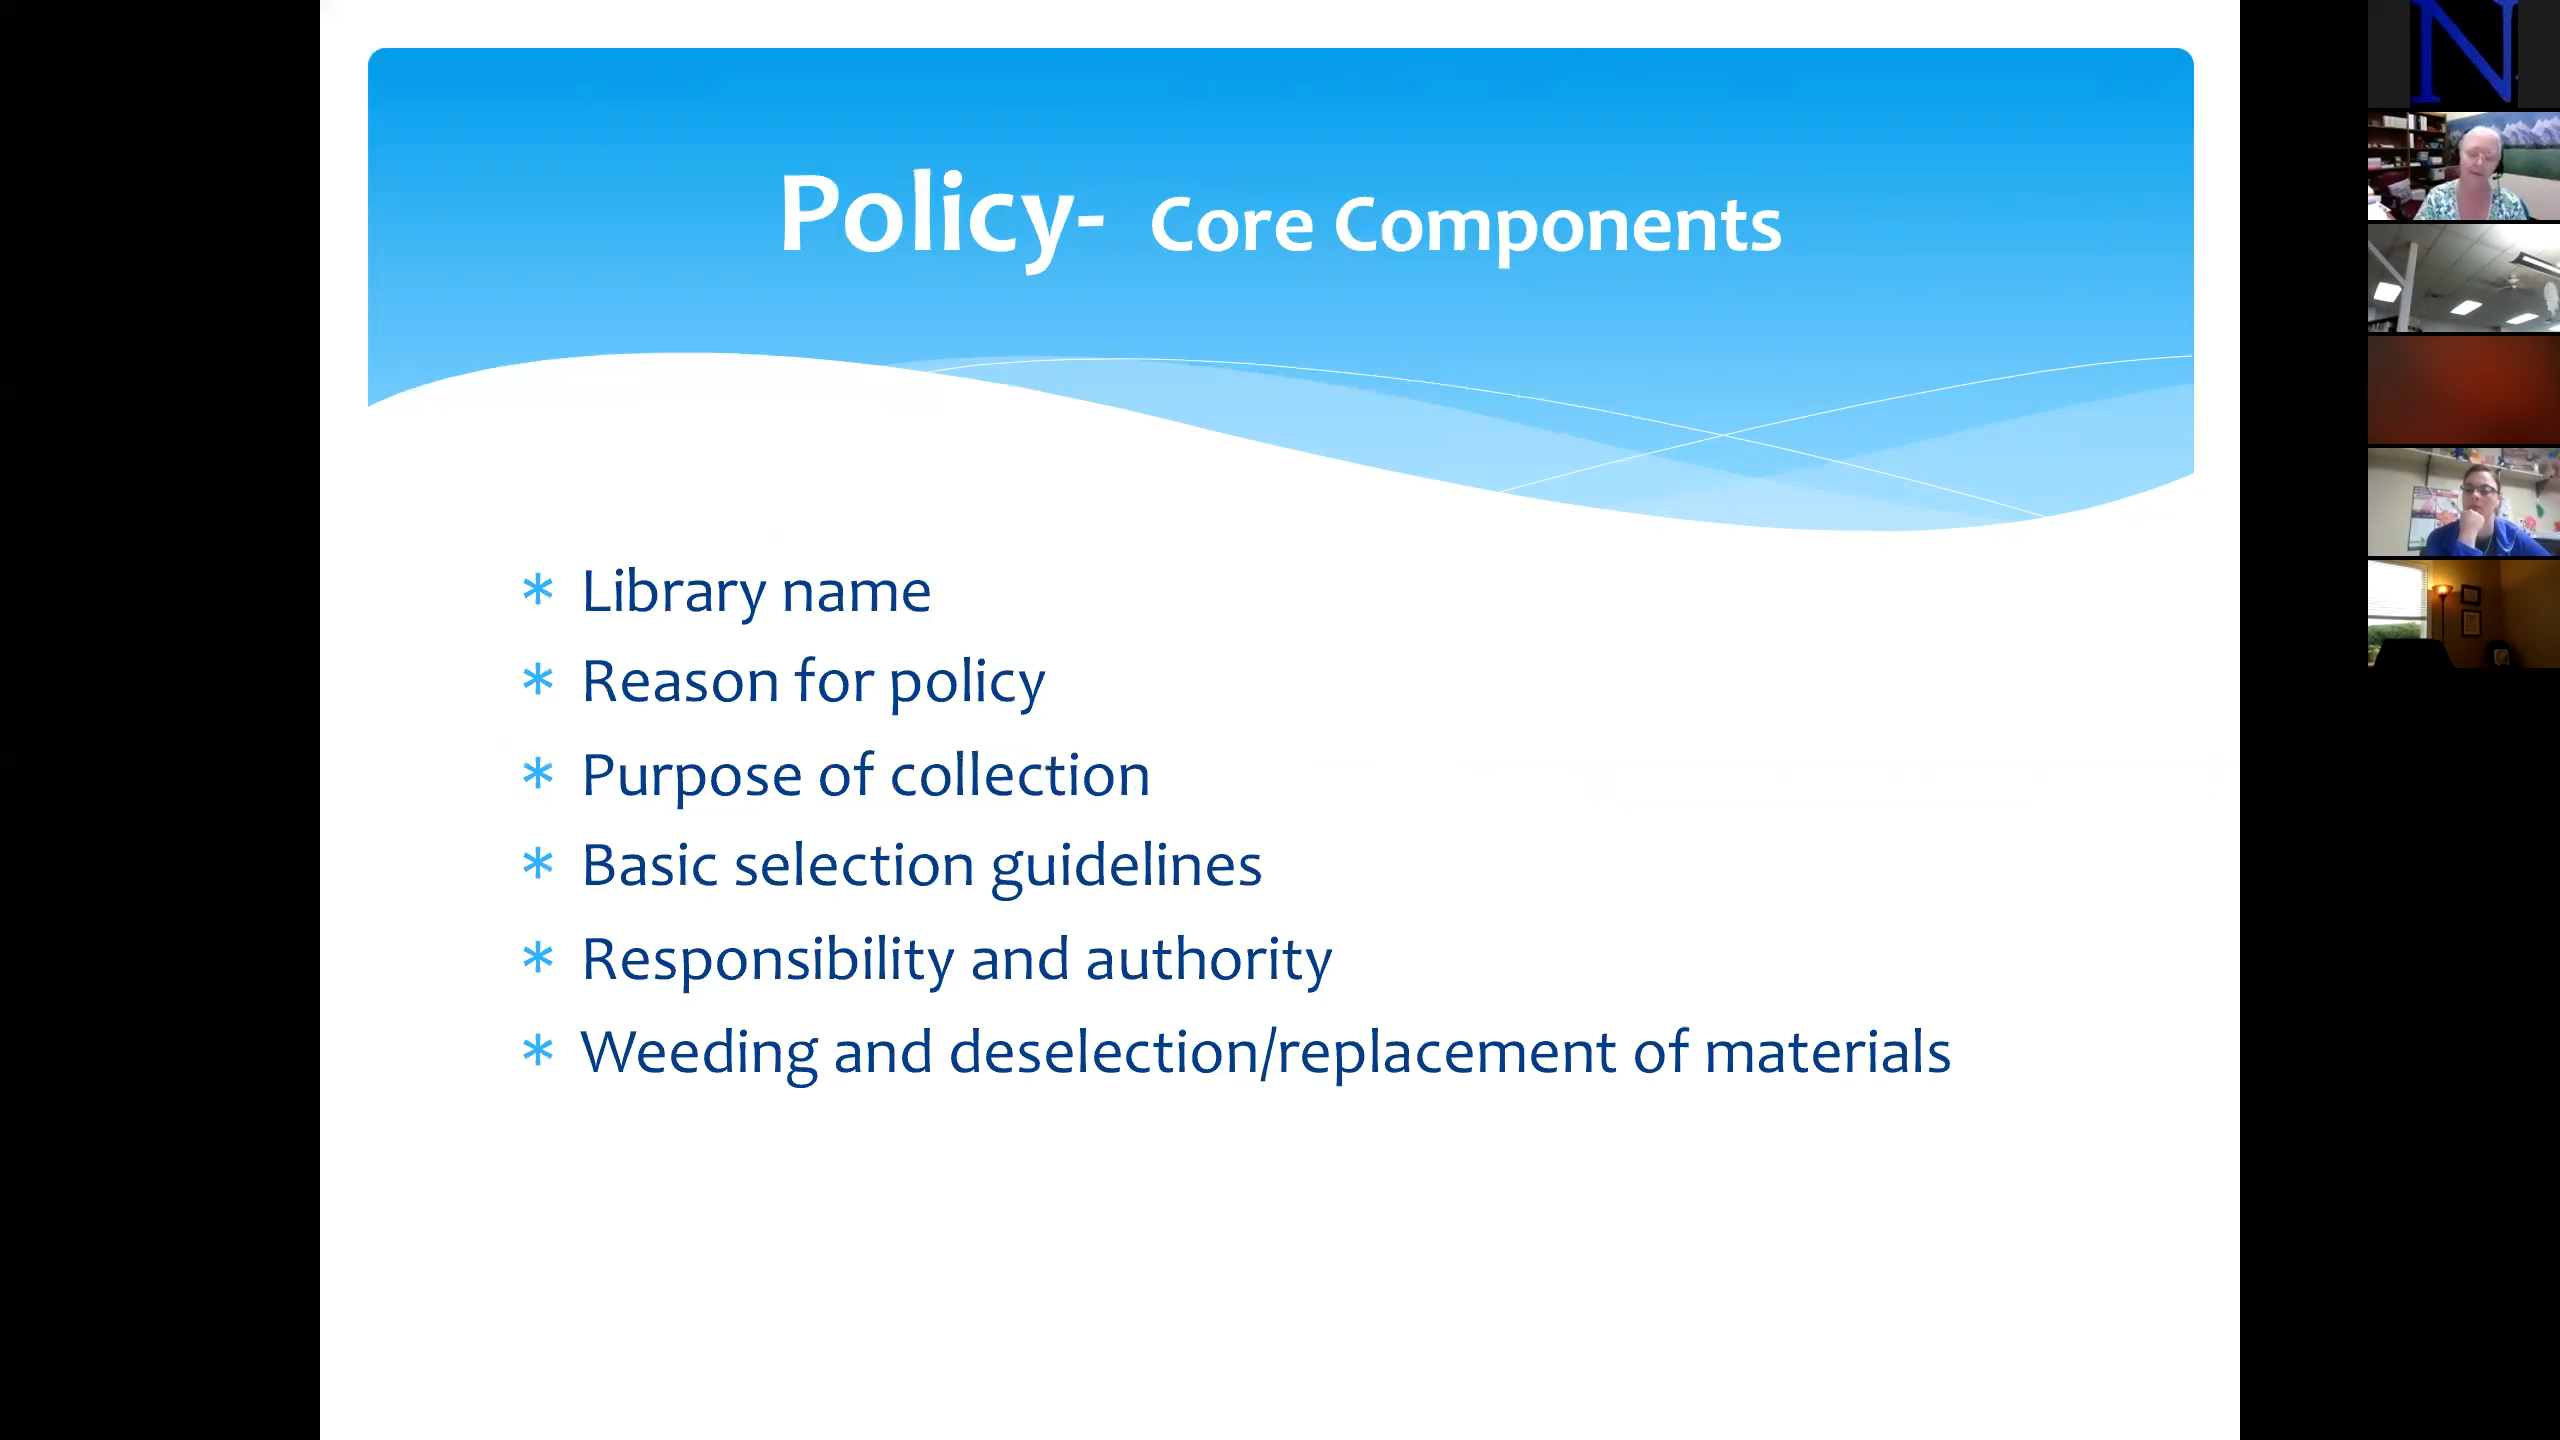 Policy- Core Components
* Library name
* Reason for policy
* Purpose of collection
* Basic selection guidelines
* Responsibility and authority
* Weeding and deselection/replacement of materials
N